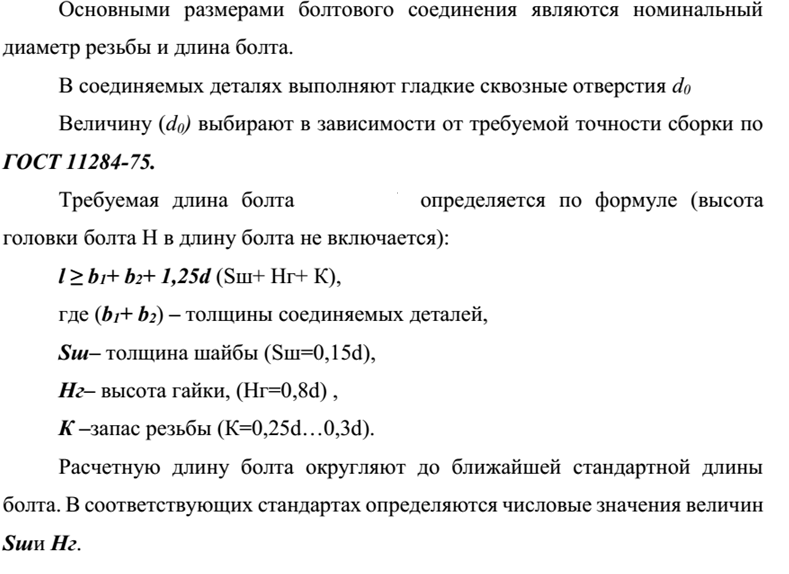 Основными размерами болтового соединения являются номинальный
диаметр резьбы и длина болта.
В соединяемых деталях выполняют гладкие сквозные отверстия d0
Величину (d0) выбирают в зависимости от требуемой точности сборки по
ГОСТ 11284-75.
Требуемая длина болта определяется по формуле (высота
головки болта Н в длину болта не включается):
l ≥ b1+ b2+ 1,25d (Sш+ Нг+ К),
где (b1+ b2) – толщины соединяемых деталей,
Sш– толщина шайбы (Sш=0,15d),
Нг– высота гайки, (Нг=0,8d) ,
К –запас резьбы (К=0,25d…0,3d).
Расчетную длину болта округляют до ближайшей стандартной длины
болта. В соответствующих стандартах определяются числовые значения величин
Sши Нг.